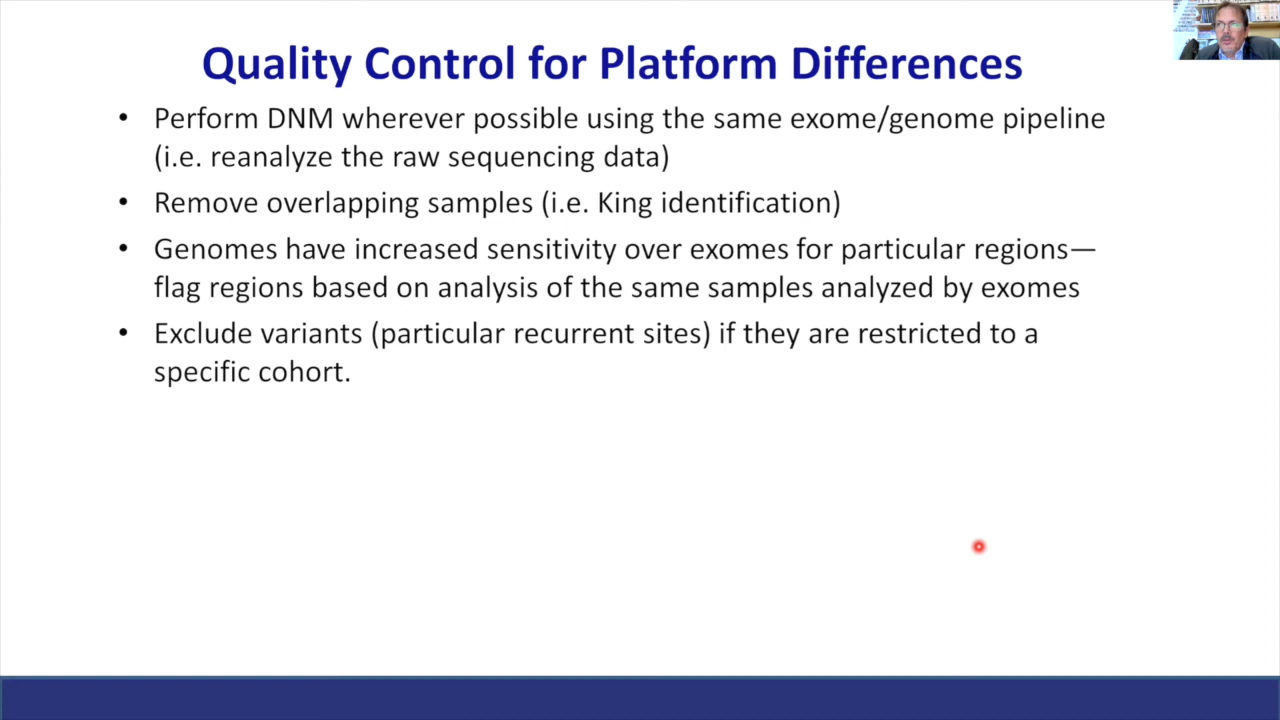 Quality Control for Platform Differences
• Perform DNM wherever possible using the same exome/genome pipeline
(i.e. reanalyze the raw sequencing data)
• Remove overlapping samples (i.e. King identification)
• Genomes have increased sensitivity over exomes for particular regions—
flag regions based on analysis of the same samples analyzed by exomes
• Exclude variants (particular recurrent sites) if they are restricted to a
specific cohort.